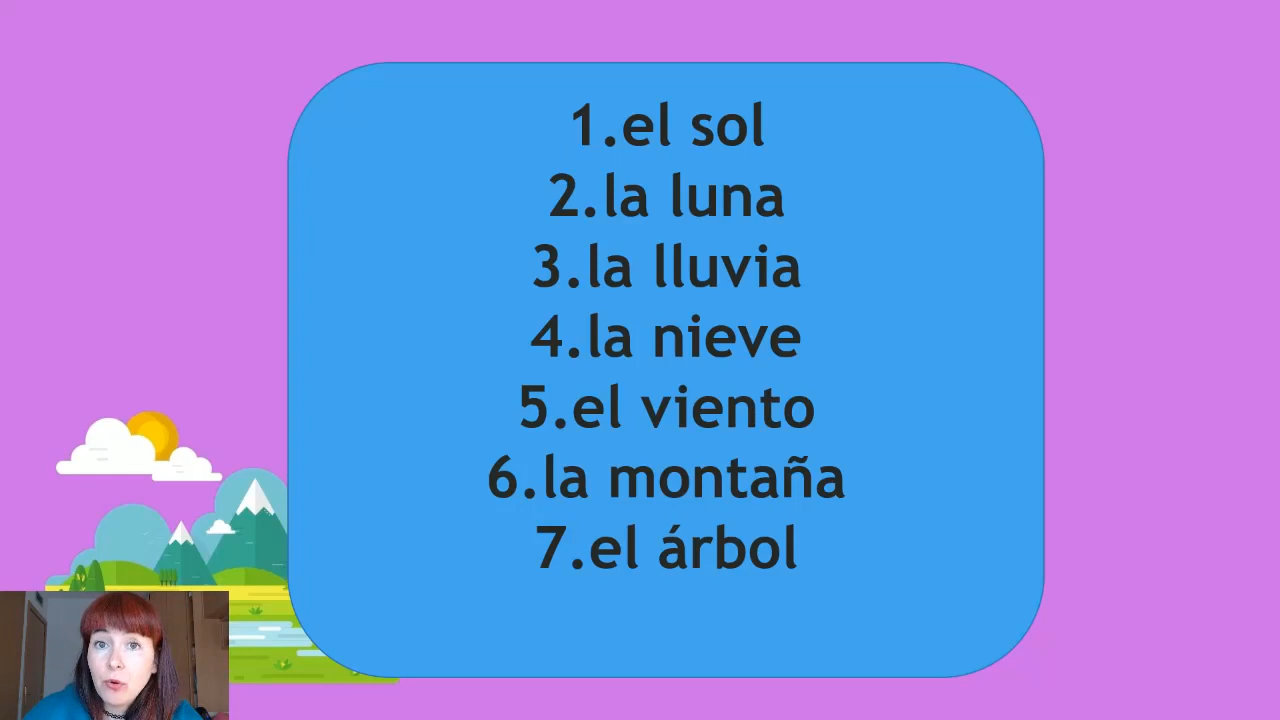 1.el sol
2.la luna
3.la lluvia
4.la nieve
5.el viento
6.la montaña
7.el árbol